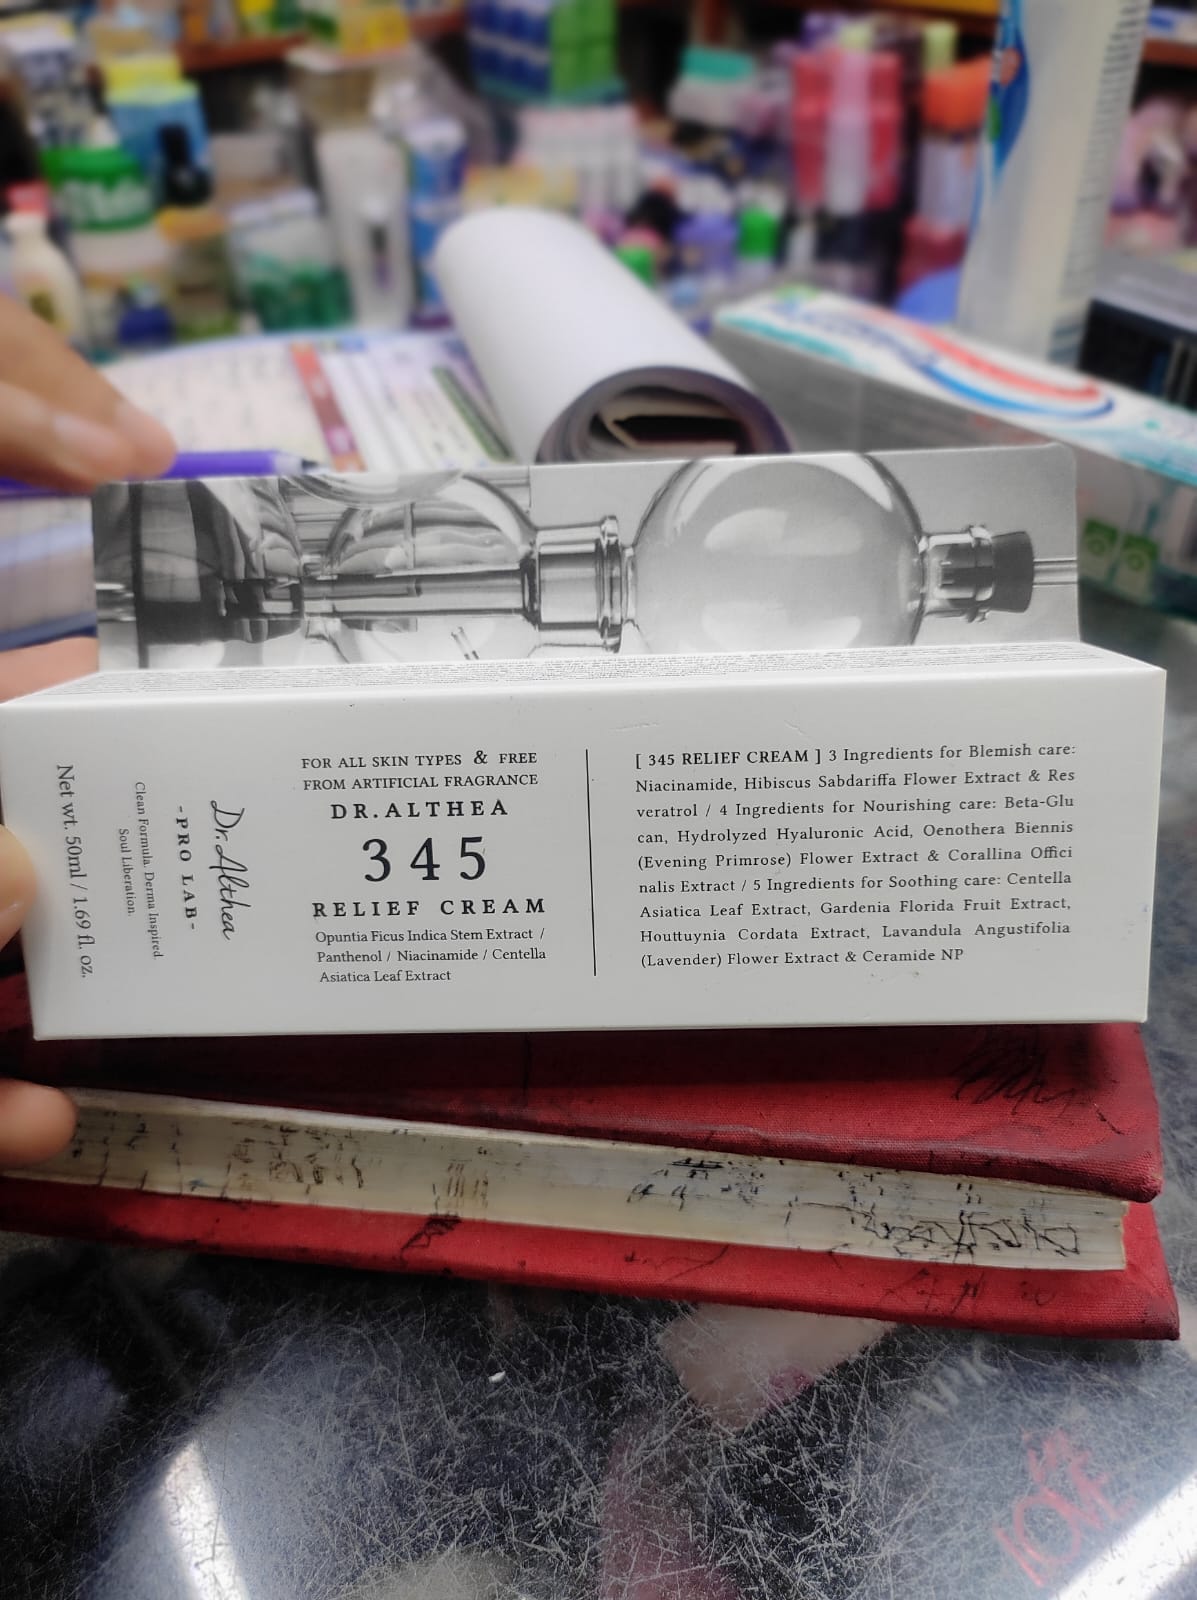 Net wt. 50ml / 1.69 fl. oz.
Clean Formula. Derma Inspired.
Soul Liberation.
-PRO LAB-
Dr.Althea
FOR ALL SKIN TYPES & FREE
FROM ARTIFICIAL FRAGRANCE
DR.ALTHEA
345
RELIEF CREAM
Opuntia Ficus Indica Stem Extract /
Panthenol / Niacinamide / Centella
Asiatica Leaf Extract
[ 345 RELIEF CREAM ] 3 Ingredients for Blemish care:
Niacinamide, Hibiscus Sabdariffa Flower Extract & Res
veratrol / 4 Ingredients for Nourishing care: Beta-Glu
can, Hydrolyzed Hyaluronic Acid, Oenothera Biennis
(Evening Primrose) Flower Extract & Corallina Offici
nalis Extract / 5 Ingredients for Soothing care: Centella
Asiatica Leaf Extract, Gardenia Florida Fruit Extract,
Houttuynia Cordata Extract, Lavandula Angustifolia
(Lavender) Flower Extract & Ceramide NP
LOVE